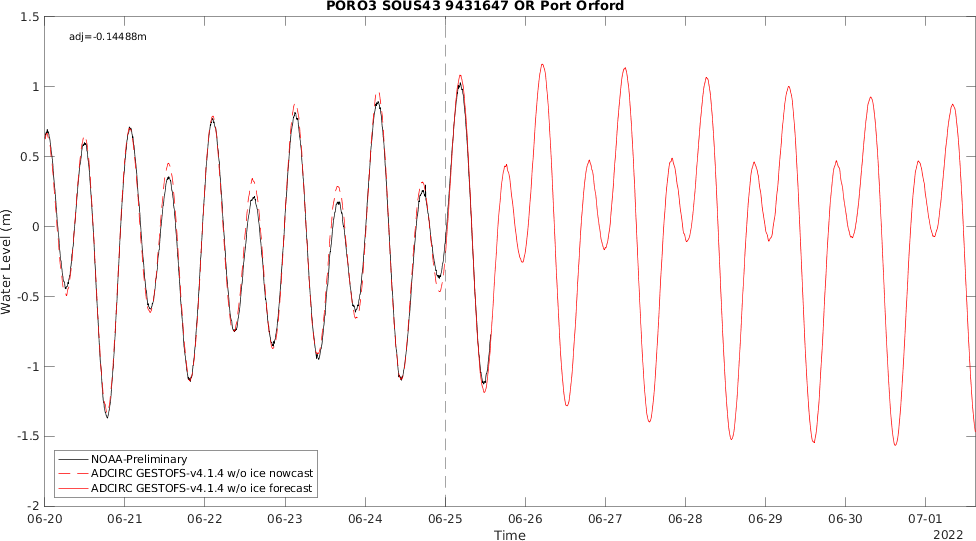 PORO3 SOUS43 9431647 OR Port Orford
adj=-0.14488m
Water Level (m)
1.5
1
0.5
0
-0.5
-1
-1.5
-2
NOAA-Preliminary
ADCIRC GESTOFS-v4.1.4 w/o ice nowcast
ADCIRC GESTOFS-v4.1.4 w/o ice forecast
06-20 06-21 06-22 06-23 06-24 06-25 06-26 06-27 06-28 06-29 06-30 07-01
Time
2022